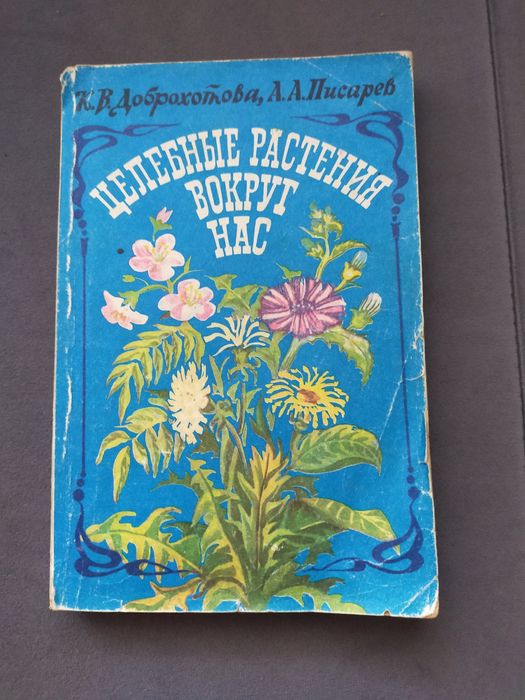 К. В. Доброхотова, А. А. Писарев
ЦЕЛЕБНЫЕ РАСТЕНИЯ
ВОКРУГ
НАС